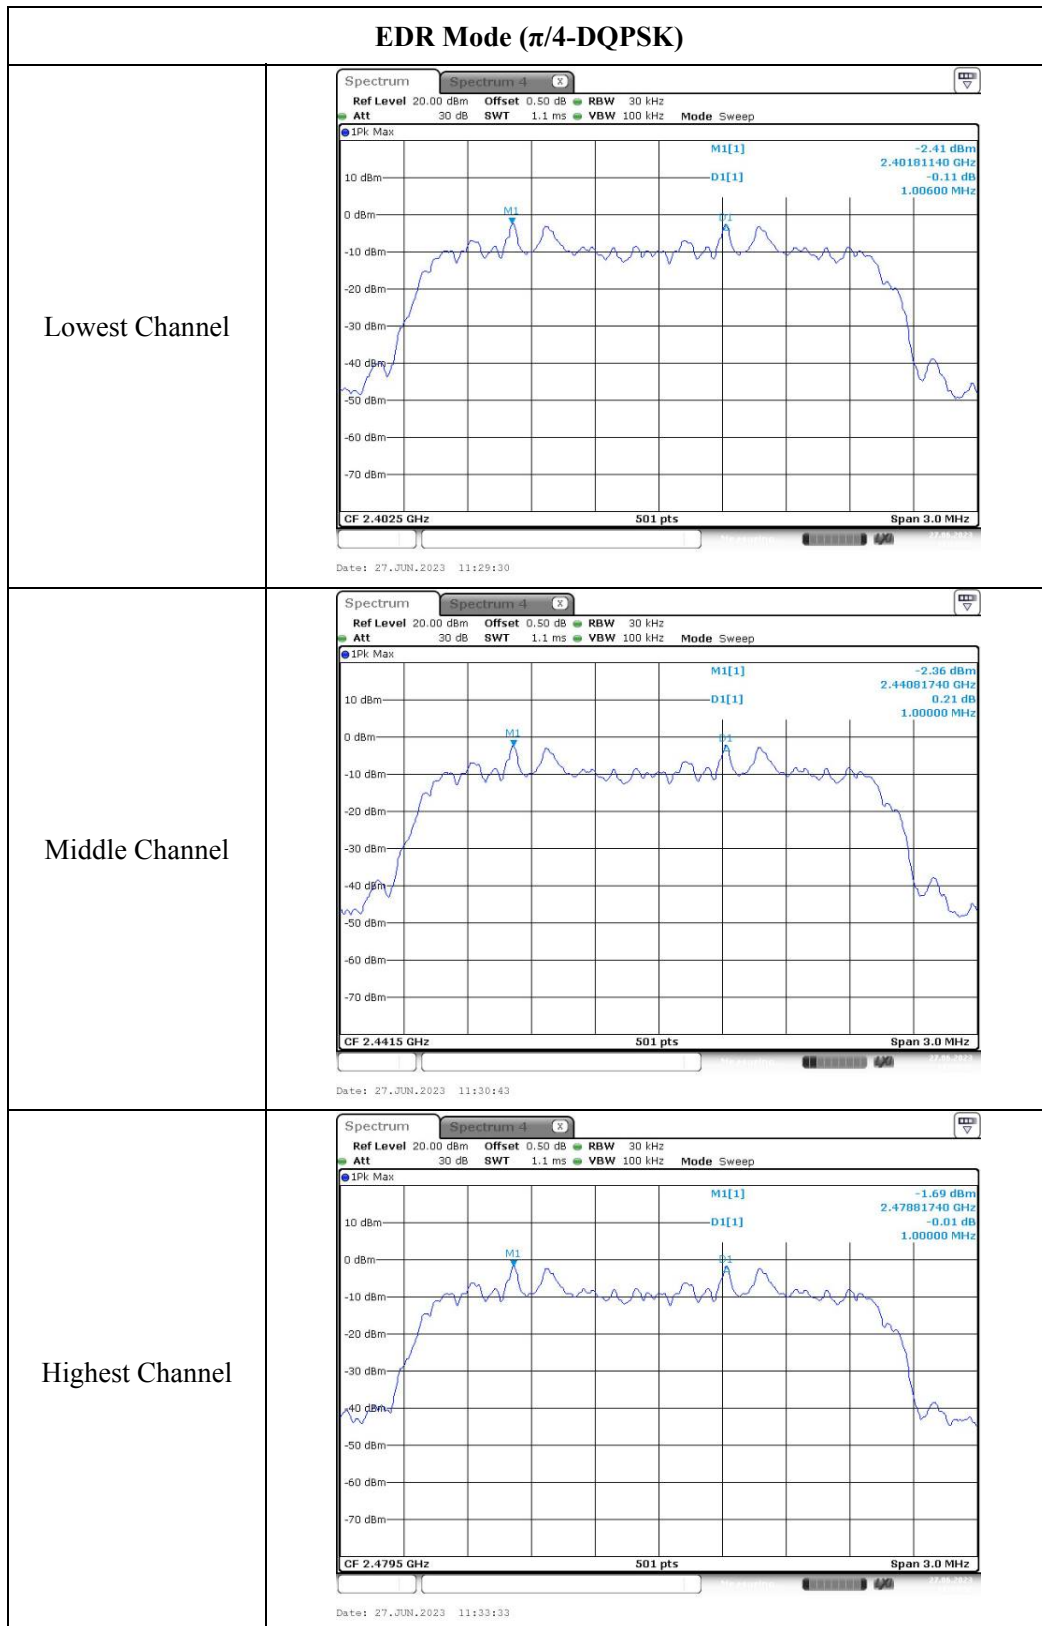 EDR Mode (π/4-DQPSK)
Lowest Channel
Spectrum Spectrum 4 X
Ref Level 20.00 dBm Offset 0.50 dB RBW 30 kHz
Att 30 dB SWT 1.1 ms VBW 100 kHz Mode Sweep
1Pk Max
M1[1] -2.41 dBm
2.40181140 GHz
10 dBm D1[1] -0.11 dB
1.00600 MHz
0 dBm M1 D1
-10 dBm
-20 dBm
-30 dBm
-40 dBm
-50 dBm
-60 dBm
-70 dBm
CF 2.4025 GHz 501 pts Span 3.0 MHz
Date: 27.JUN.2023 11:29:30
Middle Channel
Spectrum Spectrum 4 X
Ref Level 20.00 dBm Offset 0.50 dB RBW 30 kHz
Att 30 dB SWT 1.1 ms VBW 100 kHz Mode Sweep
1Pk Max
M1[1] -2.36 dBm
2.44081740 GHz
10 dBm D1[1] 0.21 dB
1.00000 MHz
0 dBm M1 D1
-10 dBm
-20 dBm
-30 dBm
-40 dBm
-50 dBm
-60 dBm
-70 dBm
CF 2.4415 GHz 501 pts Span 3.0 MHz
Date: 27.JUN.2023 11:30:43
Highest Channel
Spectrum Spectrum 4 X
Ref Level 20.00 dBm Offset 0.50 dB RBW 30 kHz
Att 30 dB SWT 1.1 ms VBW 100 kHz Mode Sweep
1Pk Max
M1[1] -1.69 dBm
2.47881740 GHz
10 dBm D1[1] -0.01 dB
1.00000 MHz
0 dBm M1 D1
-10 dBm
-20 dBm
-30 dBm
-40 dBm
-50 dBm
-60 dBm
-70 dBm
CF 2.4795 GHz 501 pts Span 3.0 MHz
Date: 27.JUN.2023 11:33:33